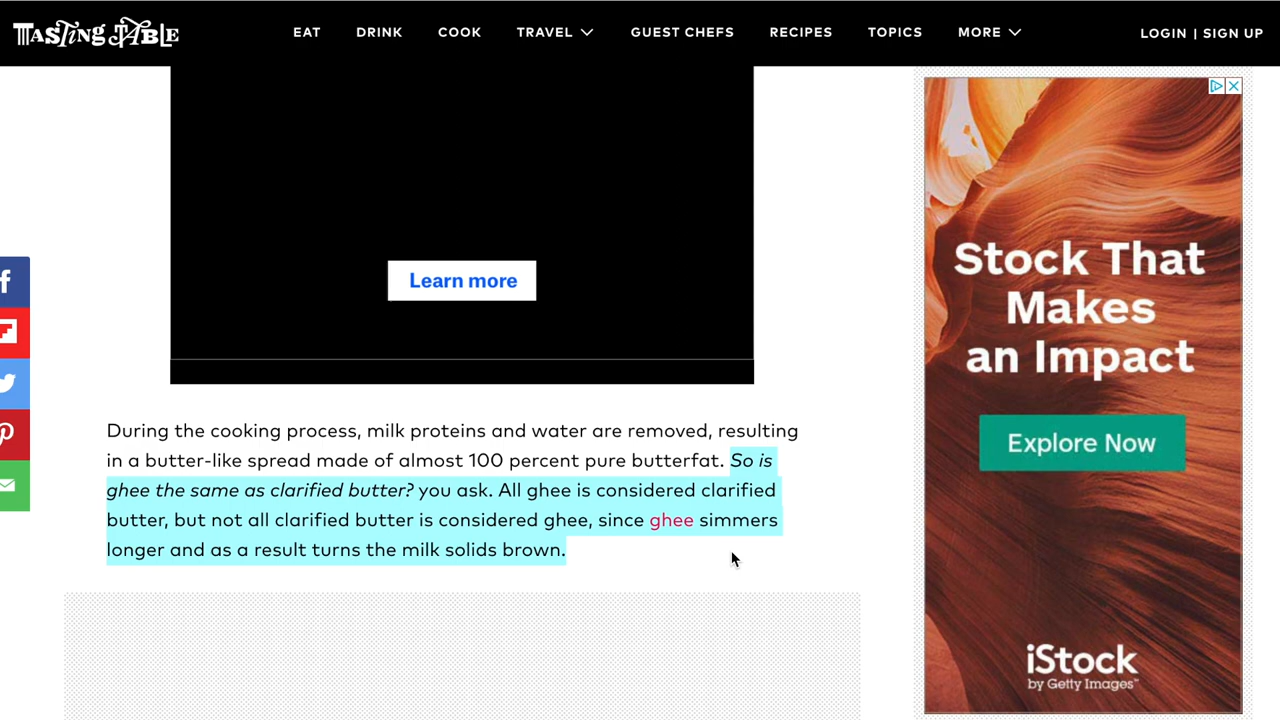 TASTING TABLE
EAT
DRINK
COOK
TRAVEL
GUEST CHEFS
RECIPES
TOPICS
MORE
LOGIN | SIGN UP
Learn more
During the cooking process, milk proteins and water are removed, resulting
in a butter-like spread made of almost 100 percent pure butterfat. So is
ghee the same as clarified butter? you ask. All ghee is considered clarified
butter, but not all clarified butter is considered ghee, since ghee simmers
longer and as a result turns the milk solids brown.
Stock That
Makes
an Impact
Explore Now
iStock
by Getty Images™